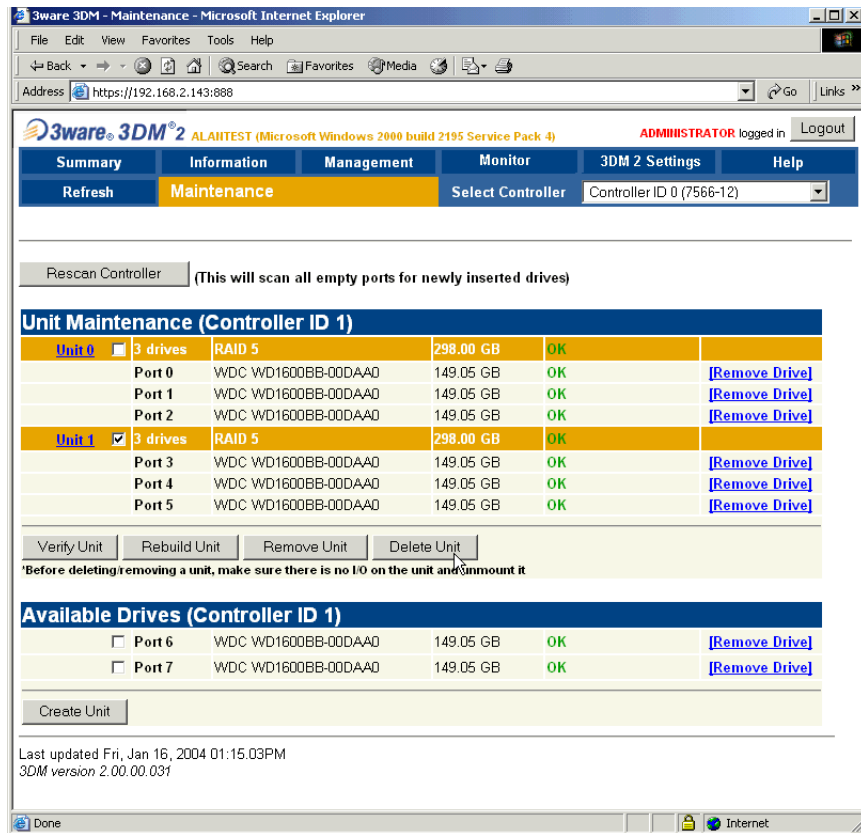 3ware 3DM - Maintenance - Microsoft Internet Explorer
File Edit View Favorites Tools Help
Back Search Favorites Media
Address https://192.168.2.143:888 Go Links »
3ware® 3DM®2 ALANTEST (Microsoft Windows 2000 build 2195 Service Pack 4) ADMINISTRATOR logged in Logout
Summary Information Management Monitor 3DM 2 Settings Help
Refresh Maintenance Select Controller Controller ID 0 (7566-12)
Rescan Controller (This will scan all empty ports for newly inserted drives)
Unit Maintenance (Controller ID 1)
Unit 0 3 drives RAID 5 298.00 GB OK
Port 0 WDC WD1600BB-00DAA0 149.05 GB OK [Remove Drive]
Port 1 WDC WD1600BB-00DAA0 149.05 GB OK [Remove Drive]
Port 2 WDC WD1600BB-00DAA0 149.05 GB OK [Remove Drive]
Unit 1 3 drives RAID 5 298.00 GB OK
Port 3 WDC WD1600BB-00DAA0 149.05 GB OK [Remove Drive]
Port 4 WDC WD1600BB-00DAA0 149.05 GB OK [Remove Drive]
Port 5 WDC WD1600BB-00DAA0 149.05 GB OK [Remove Drive]
Verify Unit Rebuild Unit Remove Unit Delete Unit
*Before deleting/removing a unit, make sure there is no I/O on the unit and unmount it
Available Drives (Controller ID 1)
Port 6 WDC WD1600BB-00DAA0 149.05 GB OK [Remove Drive]
Port 7 WDC WD1600BB-00DAA0 149.05 GB OK [Remove Drive]
Create Unit
Last updated Fri, Jan 16, 2004 01:15.03PM
3DM version 2.00.00.031
Done Internet